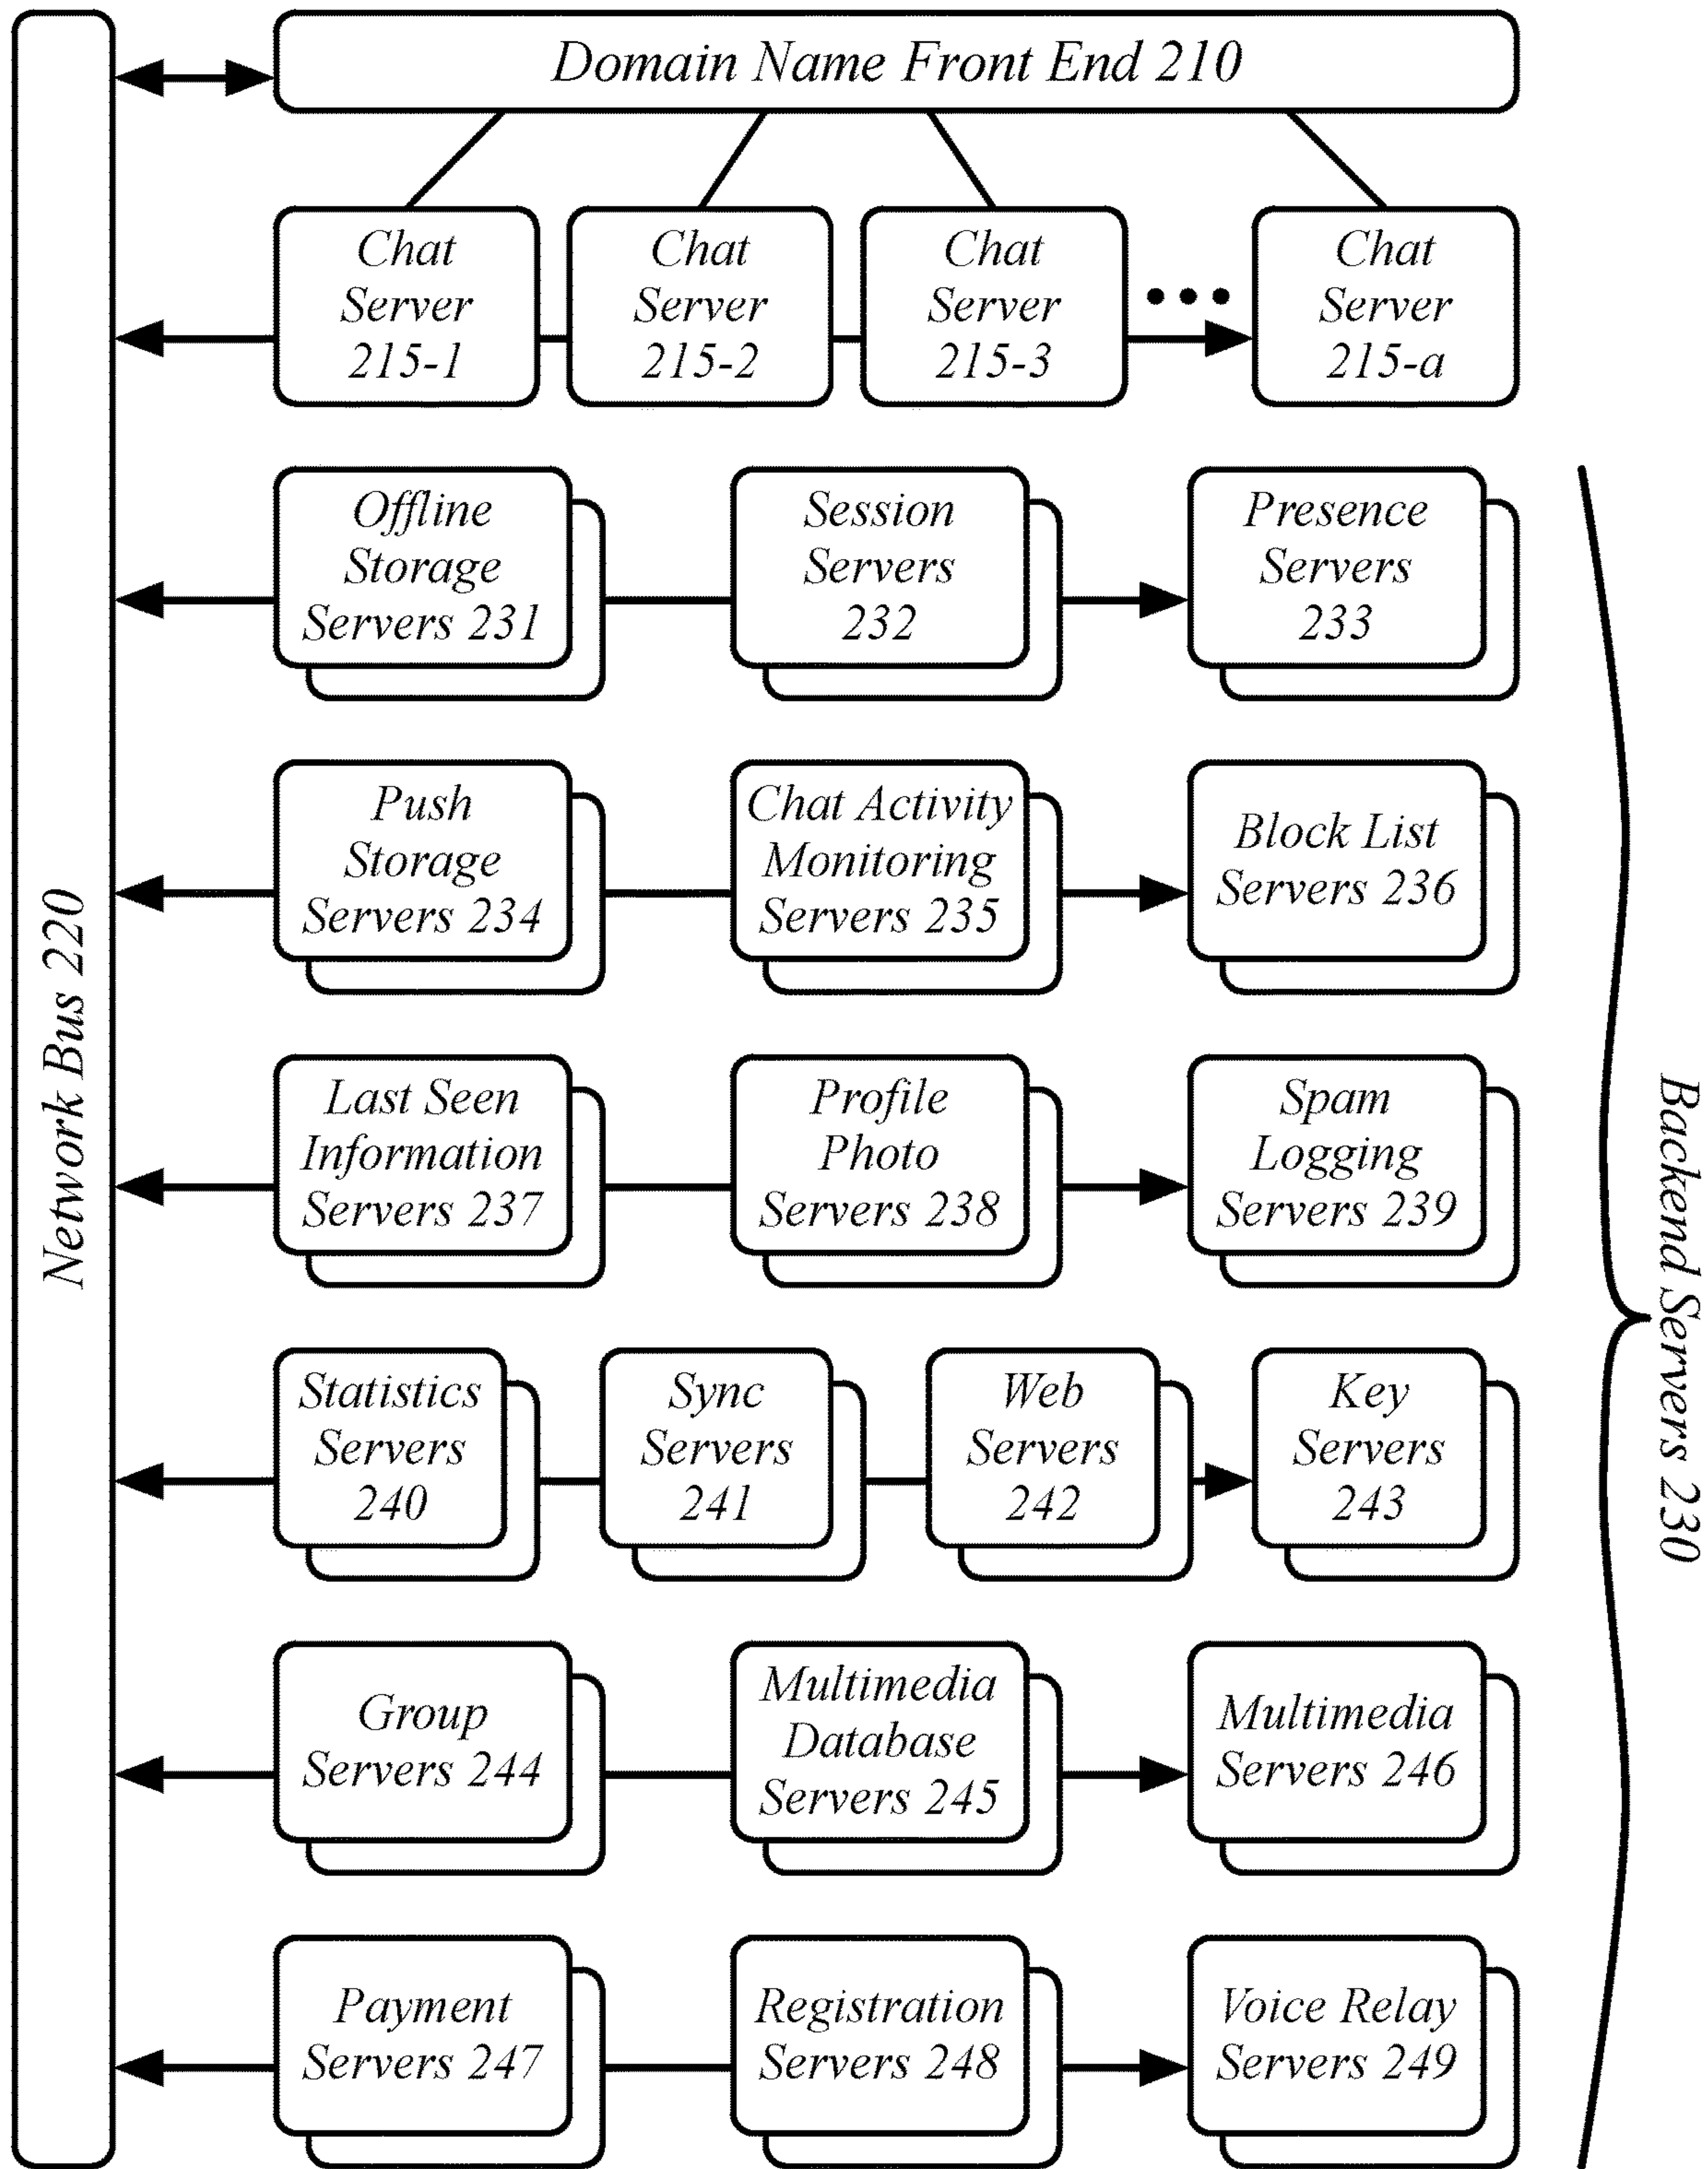 Domain Name Front End 210
Chat
Server
215-1
Chat
Server
215-2
Chat
Server
215-3
•••
Chat
Server
215-a
Network Bus 220
Offline
Storage
Servers 231
Session
Servers
232
Presence
Servers
233
Push
Storage
Servers 234
Chat Activity
Monitoring
Servers 235
Block List
Servers 236
Last Seen
Information
Servers 237
Profile
Photo
Servers 238
Spam
Logging
Servers 239
Statistics
Servers
240
Sync
Servers
241
Web
Servers
242
Key
Servers
243
Group
Servers 244
Multimedia
Database
Servers 245
Multimedia
Servers 246
Payment
Servers 247
Registration
Servers 248
Voice Relay
Servers 249
Backend Servers 230